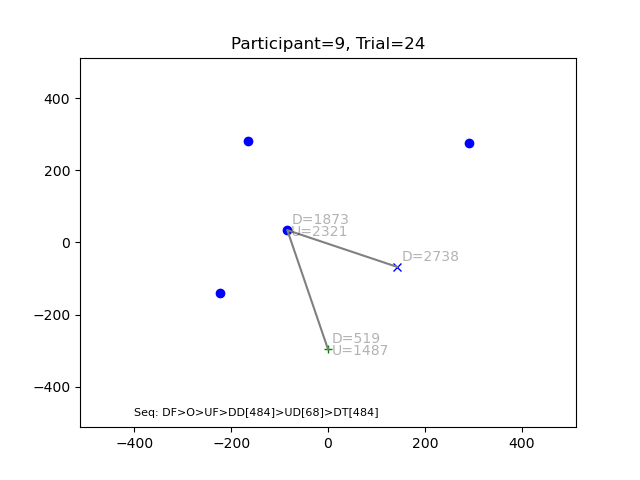 Participant=9, Trial=24
400
200
0
−200
−400
D=1873
U=2321
D=2738
D=519
U=1487
Seq: DF>O>UF>DD[484]>UD[68]>DT[484]
−400
−200
0
200
400